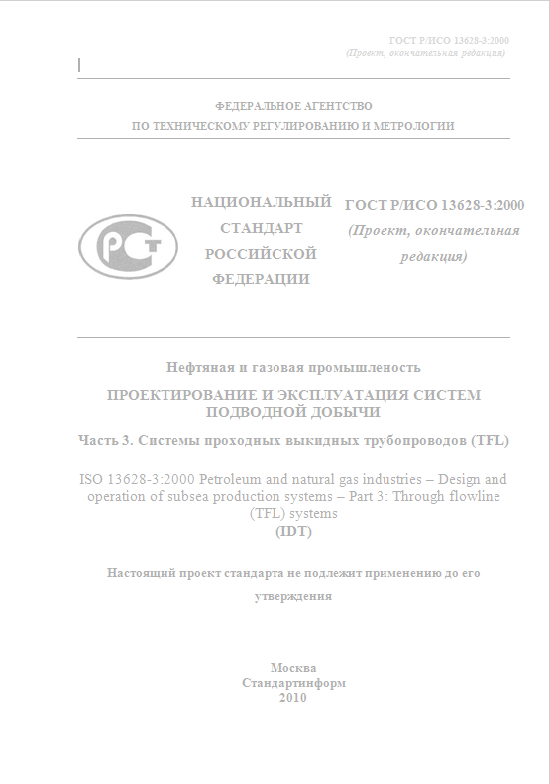 ГОСТ Р/ИСО 13628-3:2000
(Проект, окончательная редакция)
ФЕДЕРАЛЬНОЕ АГЕНТСТВО
ПО ТЕХНИЧЕСКОМУ РЕГУЛИРОВАНИЮ И МЕТРОЛОГИИ
РСТ
НАЦИОНАЛЬНЫЙ
СТАНДАРТ
РОССИЙСКОЙ
ФЕДЕРАЦИИ
ГОСТ Р/ИСО 13628-3:2000
(Проект, окончательная
редакция)
Нефтяная и газовая промышленость
ПРОЕКТИРОВАНИЕ И ЭКСПЛУАТАЦИЯ СИСТЕМ
ПОДВОДНОЙ ДОБЫЧИ
Часть 3. Системы проходных выкидных трубопроводов (TFL)
ISO 13628-3:2000 Petroleum and natural gas industries – Design and
operation of subsea production systems – Part 3: Through flowline
(TFL) systems
(IDT)
Настоящий проект стандарта не подлежит применению до его
утверждения
Москва
Стандартинформ
2010